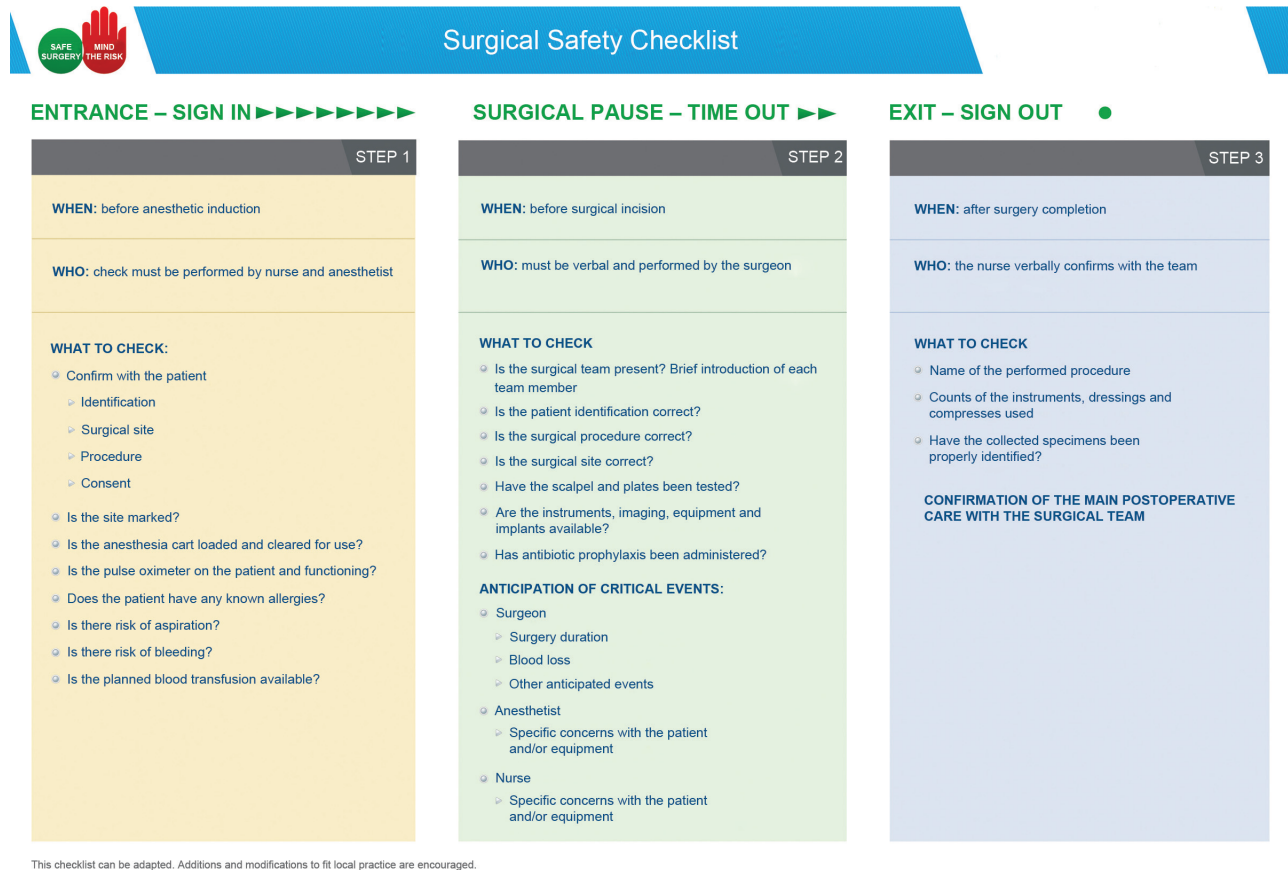 SAFE
SURGERY
MIND
THE RISK
Surgical Safety Checklist
ENTRANCE – SIGN IN
STEP 1
WHEN: before anesthetic induction
WHO: check must be performed by nurse and anesthetist
WHAT TO CHECK:
Confirm with the patient
Identification
Surgical site
Procedure
Consent
Is the site marked?
Is the anesthesia cart loaded and cleared for use?
Is the pulse oximeter on the patient and functioning?
Does the patient have any known allergies?
Is there risk of aspiration?
Is there risk of bleeding?
Is the planned blood transfusion available?
SURGICAL PAUSE – TIME OUT
STEP 2
WHEN: before surgical incision
WHO: must be verbal and performed by the surgeon
WHAT TO CHECK
Is the surgical team present? Brief introduction of each
team member
Is the patient identification correct?
Is the surgical procedure correct?
Is the surgical site correct?
Have the scalpel and plates been tested?
Are the instruments, imaging, equipment and
implants available?
Has antibiotic prophylaxis been administered?
ANTICIPATION OF CRITICAL EVENTS:
Surgeon
Surgery duration
Blood loss
Other anticipated events
Anesthetist
Specific concerns with the patient
and/or equipment
Nurse
Specific concerns with the patient
and/or equipment
EXIT – SIGN OUT
STEP 3
WHEN: after surgery completion
WHO: the nurse verbally confirms with the team
WHAT TO CHECK
Name of the performed procedure
Counts of the instruments, dressings and
compresses used
Have the collected specimens been
properly identified?
CONFIRMATION OF THE MAIN POSTOPERATIVE
CARE WITH THE SURGICAL TEAM
This checklist can be adapted. Additions and modifications to fit local practice are encouraged.